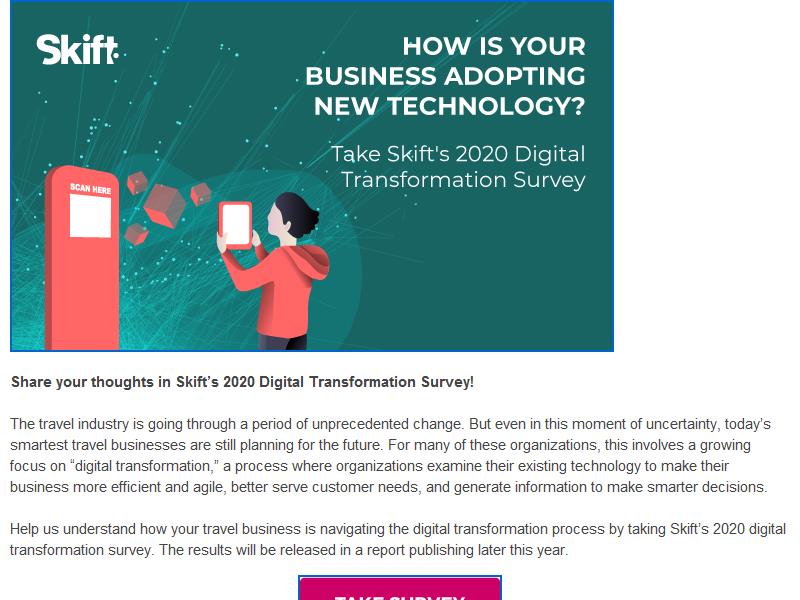 Skift
HOW IS YOUR
BUSINESS ADOPTING
NEW TECHNOLOGY?
Take Skift's 2020 Digital
Transformation Survey
SCAN HERE
Share your thoughts in Skift’s 2020 Digital Transformation Survey!
The travel industry is going through a period of unprecedented change. But even in this moment of uncertainty, today’s
smartest travel businesses are still planning for the future. For many of these organizations, this involves a growing
focus on “digital transformation,” a process where organizations examine their existing technology to make their
business more efficient and agile, better serve customer needs, and generate information to make smarter decisions.
Help us understand how your travel business is navigating the digital transformation process by taking Skift’s 2020 digital
transformation survey. The results will be released in a report publishing later this year.
TAKE SURVEY